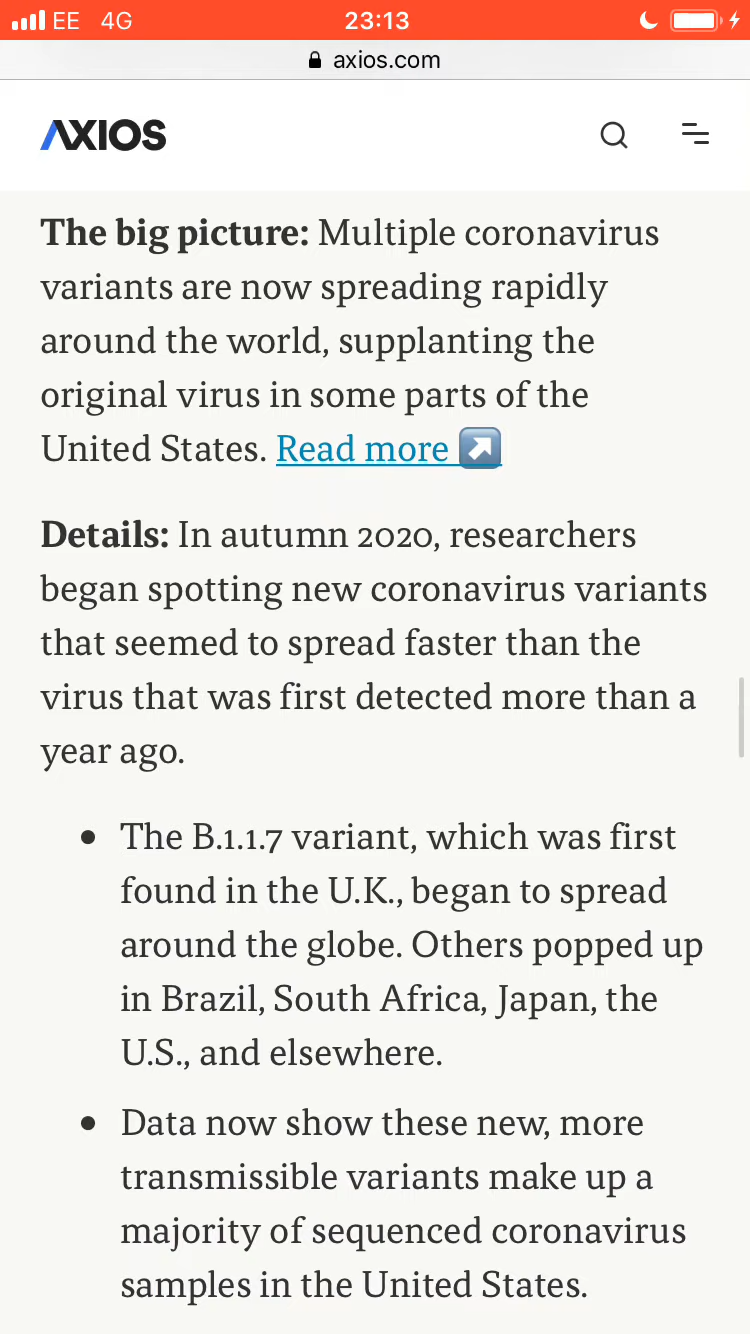 EE 4G 23:13
axios.com
AXIOS
The big picture: Multiple coronavirus
variants are now spreading rapidly
around the world, supplanting the
original virus in some parts of the
United States. Read more ↗️
Details: In autumn 2020, researchers
began spotting new coronavirus variants
that seemed to spread faster than the
virus that was first detected more than a
year ago.
• The B.1.1.7 variant, which was first
found in the U.K., began to spread
around the globe. Others popped up
in Brazil, South Africa, Japan, the
U.S., and elsewhere.
• Data now show these new, more
transmissible variants make up a
majority of sequenced coronavirus
samples in the United States.